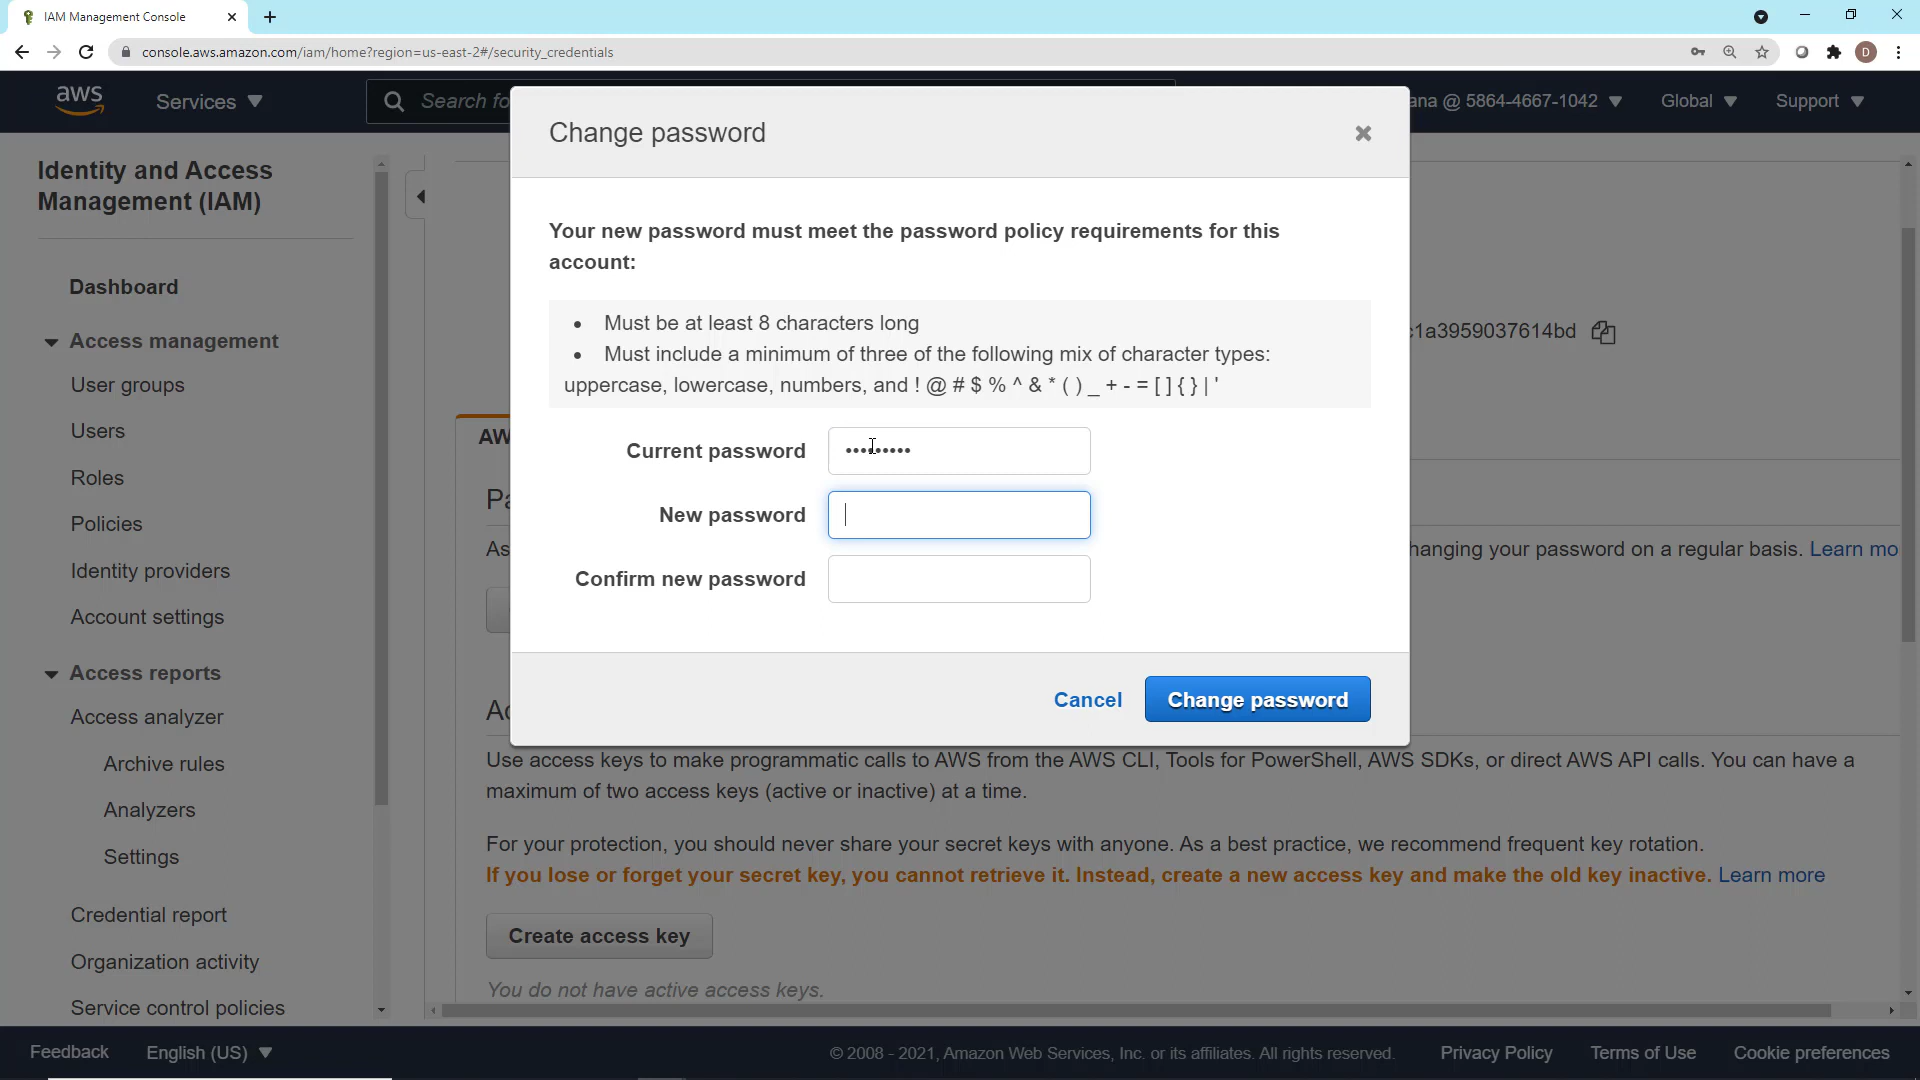 IAM Management Console
console.aws.amazon.com/iam/home?region=us-east-2#/security_credentials
D
aws
Services
Search fo
ana @ 5864-4667-1042
Global
Support
Identity and Access
Management (IAM)
Dashboard
Access management
User groups
Users
Roles
Policies
Identity providers
Account settings
Access reports
Access analyzer
Archive rules
Analyzers
Settings
Credential report
Organization activity
Service control policies
Change password
Your new password must meet the password policy requirements for this
account:
• Must be at least 8 characters long
• Must include a minimum of three of the following mix of character types:
uppercase, lowercase, numbers, and ! @ # $ % ^ & * ( ) _ + - = [ ] { } | '
Current password •••••••••
New password
Confirm new password
Cancel
Change password
c1a3959037614bd
AW
Pa
As
hanging your password on a regular basis. Learn mo
Ac
Use access keys to make programmatic calls to AWS from the AWS CLI, Tools for PowerShell, AWS SDKs, or direct AWS API calls. You can have a
maximum of two access keys (active or inactive) at a time.
For your protection, you should never share your secret keys with anyone. As a best practice, we recommend frequent key rotation.
If you lose or forget your secret key, you cannot retrieve it. Instead, create a new access key and make the old key inactive. Learn more
Create access key
You do not have active access keys.
Feedback
English (US)
© 2008 - 2021, Amazon Web Services, Inc. or its affiliates. All rights reserved.
Privacy Policy
Terms of Use
Cookie preferences